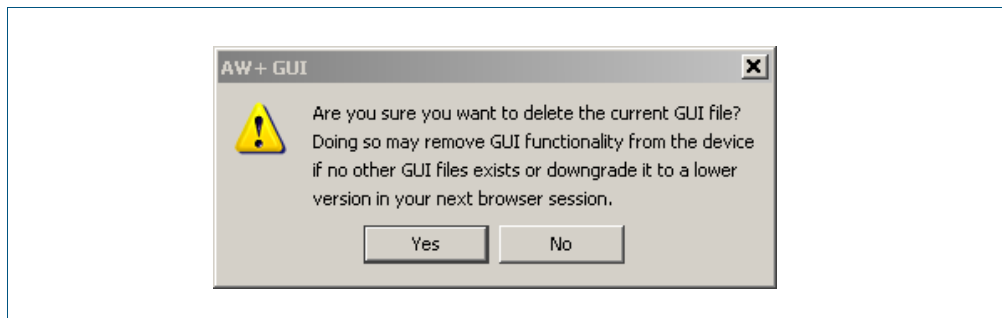 AW+ GUI
Are you sure you want to delete the current GUI file?
Doing so may remove GUI functionality from the device
if no other GUI files exists or downgrade it to a lower
version in your next browser session.
Yes No